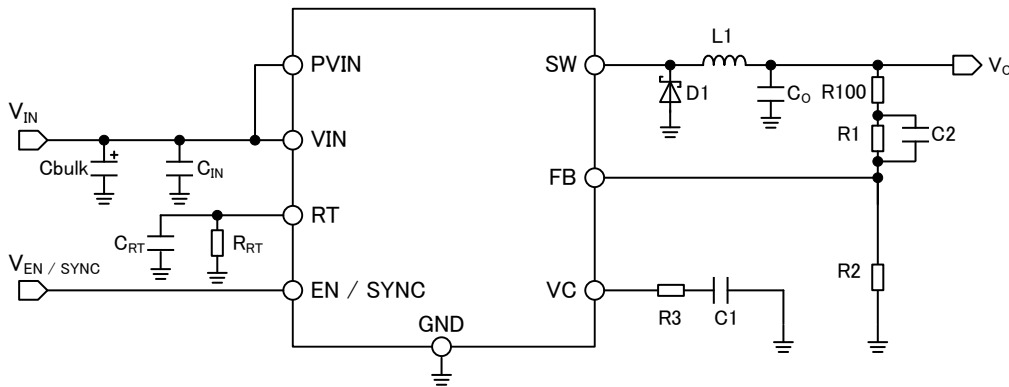 L1
PVIN
SW
V_O
V_IN
D1
C_O
R100
VIN
R1
C2
Cbulk
+
C_IN
FB
RT
C_RT
R_RT
V_EN / SYNC
R2
EN / SYNC
VC
R3
C1
GND